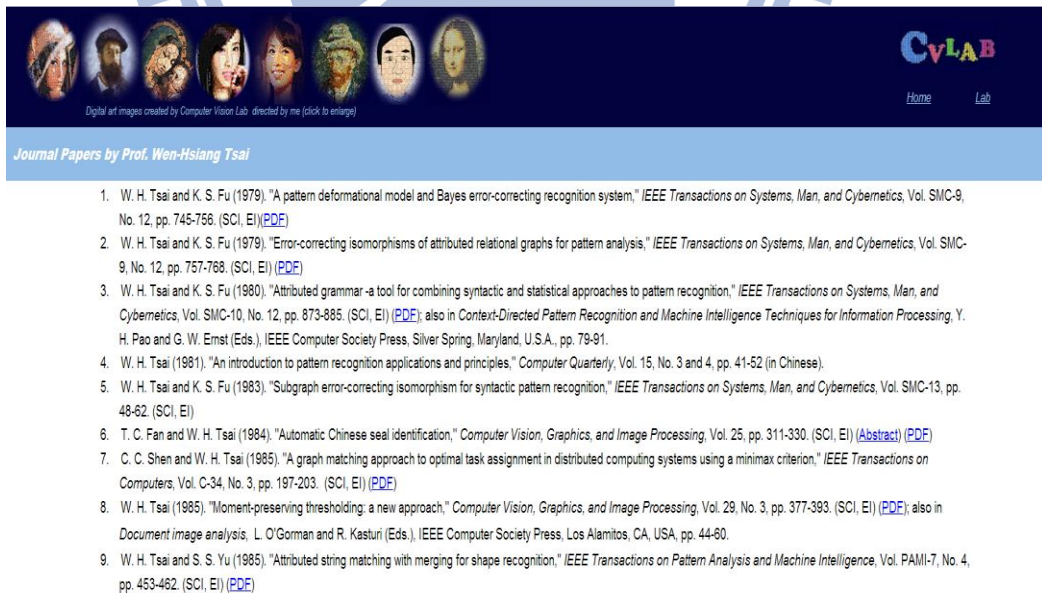 CVLAB
Digital art images created by Computer Vision Lab directed by me (click to enlarge)
Home Lab
Journal Papers by Prof. Wen-Hsiang Tsai
1. W. H. Tsai and K. S. Fu (1979). "A pattern deformational model and Bayes error-correcting recognition system," IEEE Transactions on Systems, Man, and Cybernetics, Vol. SMC-9,
No. 12, pp. 745-756. (SCI, EI)(PDF)
2. W. H. Tsai and K. S. Fu (1979). "Error-correcting isomorphisms of attributed relational graphs for pattern analysis," IEEE Transactions on Systems, Man, and Cybernetics, Vol. SMC-
9, No. 12, pp. 757-768. (SCI, EI) (PDF)
3. W. H. Tsai and K. S. Fu (1980). "Attributed grammar -a tool for combining syntactic and statistical approaches to pattern recognition," IEEE Transactions on Systems, Man, and
Cybernetics, Vol. SMC-10, No. 12, pp. 873-885. (SCI, EI) (PDF); also in Context-Directed Pattern Recognition and Machine Intelligence Techniques for Information Processing, Y.
H. Pao and G. W. Ernst (Eds.), IEEE Computer Society Press, Silver Spring, Maryland, U.S.A., pp. 79-91.
4. W. H. Tsai (1981). "An introduction to pattern recognition applications and principles," Computer Quarterly, Vol. 15, No. 3 and 4, pp. 41-52 (in Chinese).
5. W. H. Tsai and K. S. Fu (1983). "Subgraph error-correcting isomorphism for syntactic pattern recognition," IEEE Transactions on Systems, Man, and Cybernetics, Vol. SMC-13, pp.
48-62. (SCI, EI)
6. T. C. Fan and W. H. Tsai (1984). "Automatic Chinese seal identification," Computer Vision, Graphics, and Image Processing, Vol. 25, pp. 311-330. (SCI, EI) (Abstract) (PDF)
7. C. C. Shen and W. H. Tsai (1985). "A graph matching approach to optimal task assignment in distributed computing systems using a minimax criterion," IEEE Transactions on
Computers, Vol. C-34, No. 3, pp. 197-203. (SCI, EI) (PDF)
8. W. H. Tsai (1985). "Moment-preserving thresholding: a new approach," Computer Vision, Graphics, and Image Processing, Vol. 29, No. 3, pp. 377-393. (SCI, EI) (PDF); also in
Document image analysis, L. O'Gorman and R. Kasturi (Eds.), IEEE Computer Society Press, Los Alamitos, CA, USA, pp. 44-60.
9. W. H. Tsai and S. S. Yu (1985). "Attributed string matching with merging for shape recognition," IEEE Transactions on Pattern Analysis and Machine Intelligence, Vol. PAMI-7, No. 4,
pp. 453-462. (SCI, EI) (PDF)